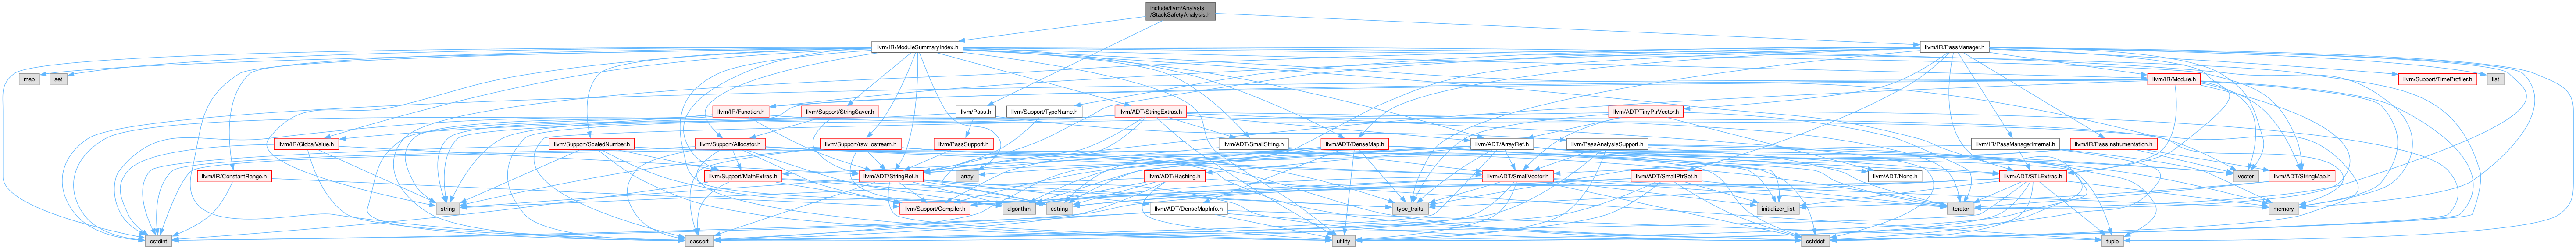 include/llvm/Analysis
/StackSafetyAnalysis.h
llvm/IR/ModuleSummaryIndex.h
llvm/IR/PassManager.h
map
set
llvm/IR/Module.h
llvm/Support/TimeProfiler.h
list
llvm/IR/Function.h
llvm/Support/StringSaver.h
llvm/Pass.h
llvm/Support/TypeName.h
llvm/ADT/StringExtras.h
llvm/ADT/TinyPtrVector.h
llvm/IR/GlobalValue.h
llvm/Support/ScaledNumber.h
llvm/Support/Allocator.h
llvm/Support/raw_ostream.h
llvm/PassSupport.h
llvm/ADT/SmallString.h
llvm/ADT/DenseMap.h
llvm/ADT/ArrayRef.h
llvm/PassAnalysisSupport.h
llvm/IR/PassManagerInternal.h
llvm/IR/PassInstrumentation.h
llvm/IR/ConstantRange.h
llvm/Support/MathExtras.h
llvm/ADT/StringRef.h
array
llvm/ADT/Hashing.h
llvm/ADT/SmallVector.h
llvm/ADT/SmallPtrSet.h
llvm/ADT/None.h
llvm/ADT/STLExtras.h
vector
llvm/ADT/StringMap.h
string
llvm/Support/Compiler.h
algorithm
cstring
llvm/ADT/DenseMapInfo.h
type_traits
initializer_list
iterator
memory
cstdint
cassert
utility
cstddef
tuple